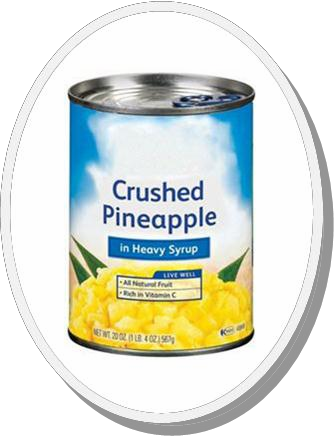 Crushed
Pineapple
in Heavy Syrup
LIVE WELL
• All Natural Fruit
• Rich in Vitamin C
NET WT. 20 OZ. (1 LB. 4 OZ.) 567g